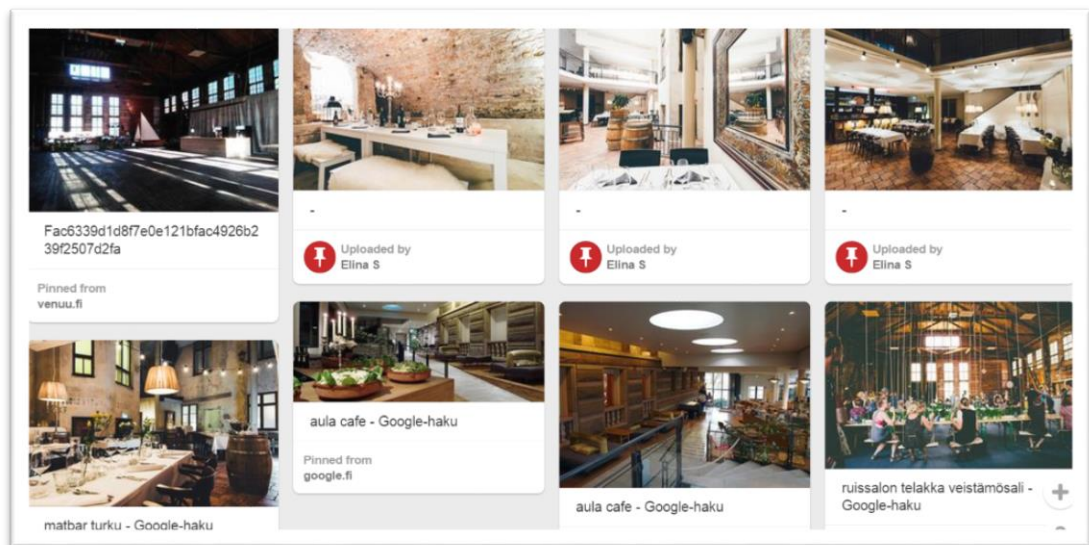 Fac6339d1d8f7e0e121bfac4926b2
39f2507d2fa
Pinned from
venuu.fi
matbar turku - Google-haku
-
Uploaded by
Elina S
aula cafe - Google-haku
Pinned from
google.fi
-
Uploaded by
Elina S
aula cafe - Google-haku
-
Uploaded by
Elina S
ruissalon telakka veistämösali -
Google-haku